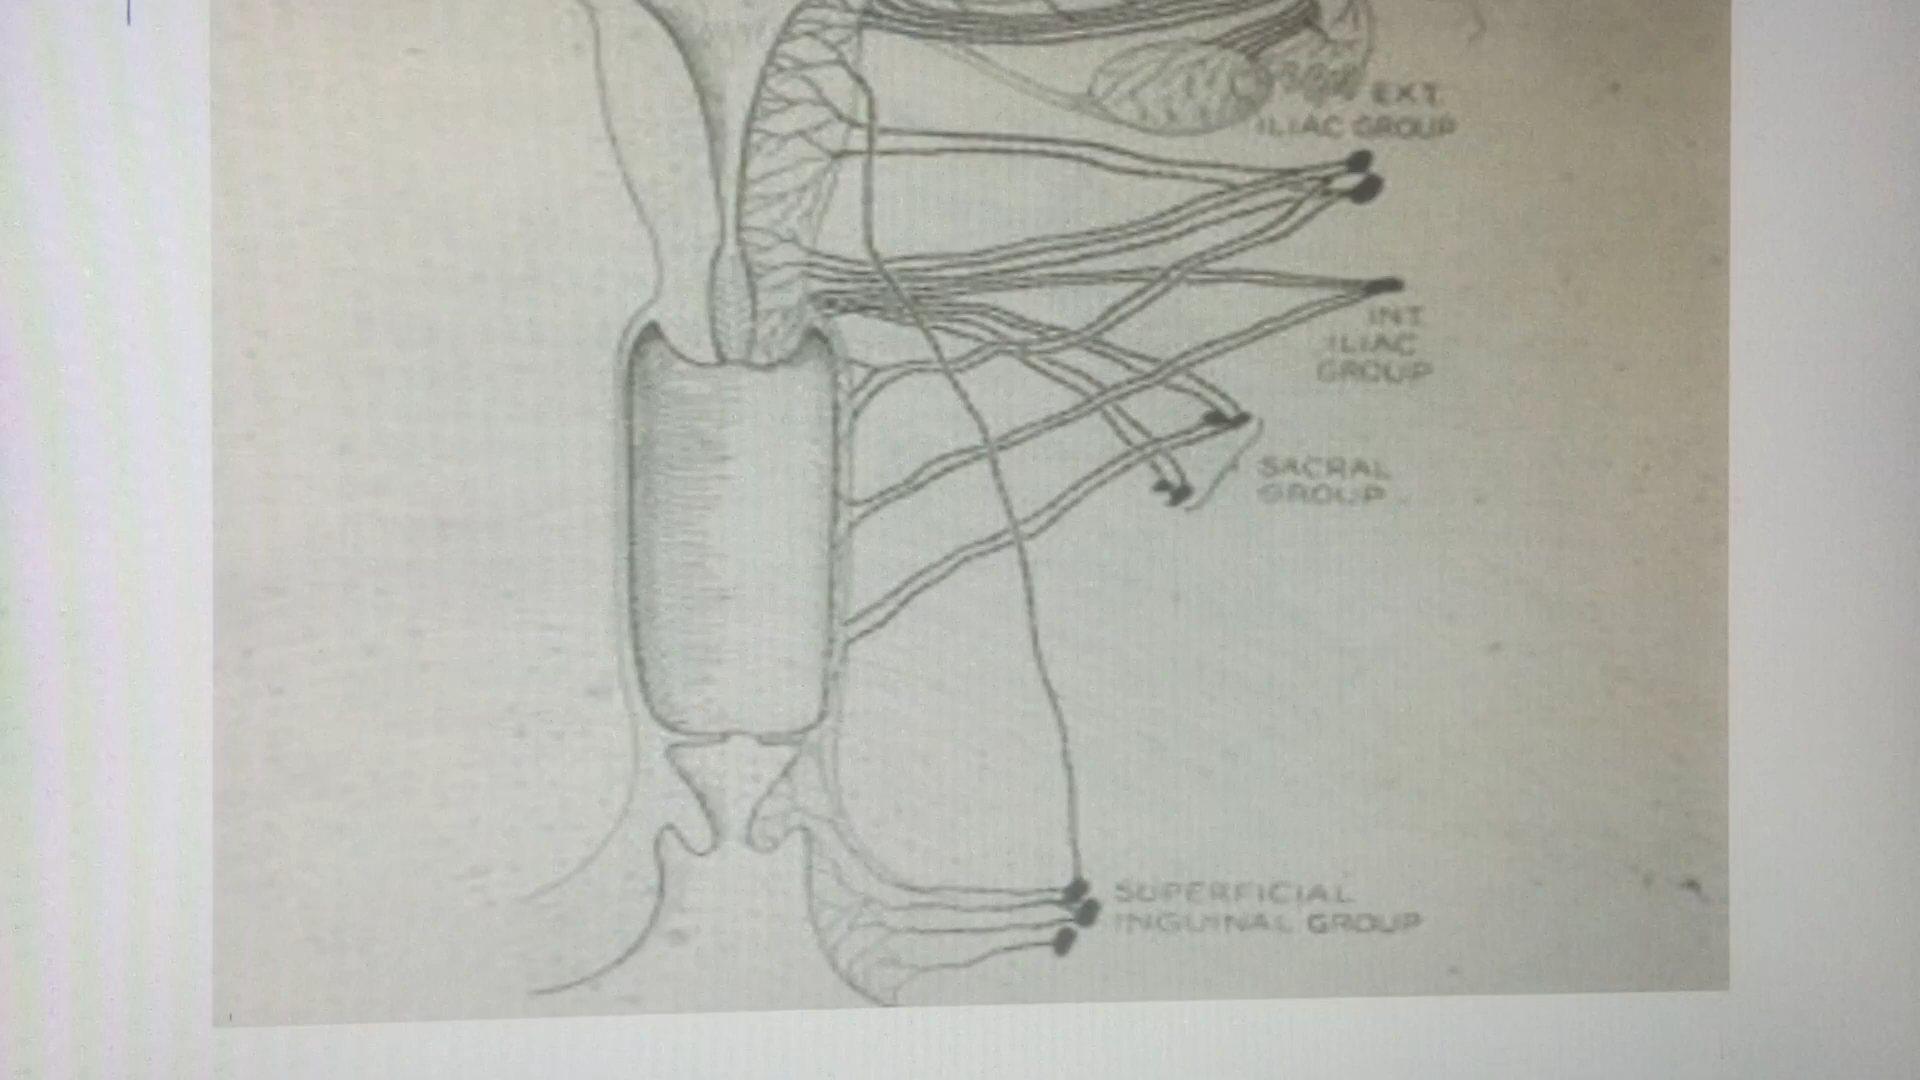 EXT.
ILIAC GROUP
INT.
ILIAC
GROUP
SACRAL
GROUP
SUPERFICIAL
INGUINAL GROUP